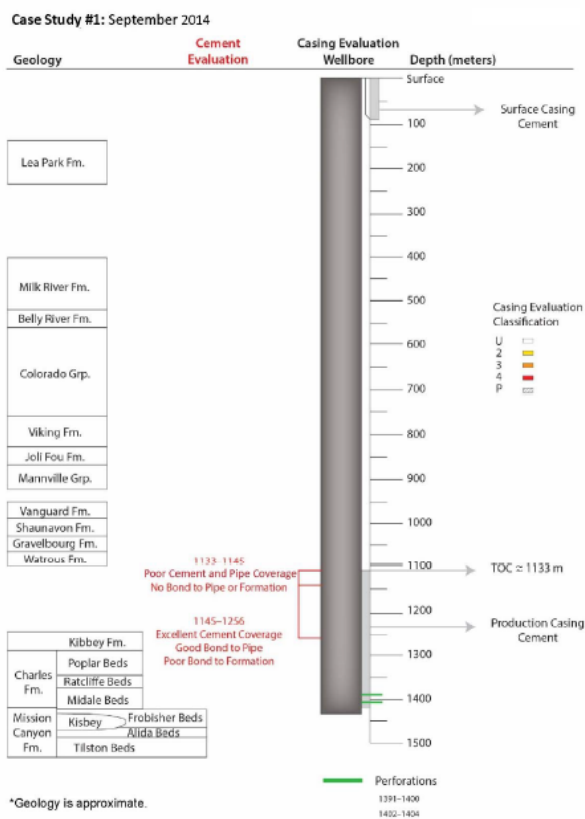 Case Study #1: September 2014
Geology
Cement
Evaluation
Casing Evaluation
Wellbore
Depth (meters)
Surface
Surface Casing
Cement
100
Lea Park Fm.
200
300
400
Milk River Fm.
500
Belly River Fm.
600
Colorado Grp.
700
Casing Evaluation
Classification
U
2
3
4
P
Viking Fm.
800
Joli Fou Fm.
Mannville Grp.
900
Vanguard Fm.
Shaunavon Fm.
1000
Gravelbourg Fm.
Watrous Fm.
1133–1145
Poor Cement and Pipe Coverage
No Bond to Pipe or Formation
1100
TOC ≈ 1133 m
1145–1256
Excellent Cement Coverage
Good Bond to Pipe
Poor Bond to Formation
1200
Production Casing
Cement
Kibbey Fm.
1300
Charles
Fm.
Poplar Beds
Ratcliffe Beds
Midale Beds
1400
Mission
Canyon
Fm.
Kisbey
Frobisher Beds
Alida Beds
Tilston Beds
1500
Perforations
1391–1400
1402–1404
*Geology is approximate.